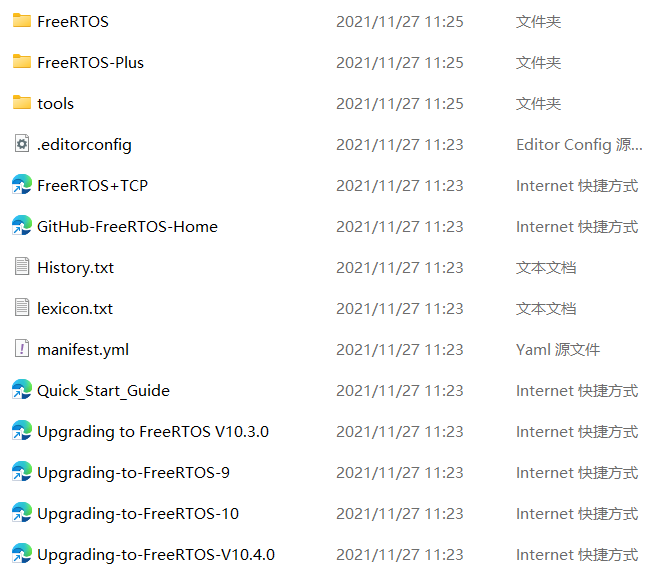 FreeRTOS 2021/11/27 11:25 文件夹
FreeRTOS-Plus 2021/11/27 11:25 文件夹
tools 2021/11/27 11:25 文件夹
.editorconfig 2021/11/27 11:23 Editor Config 源...
FreeRTOS+TCP 2021/11/27 11:23 Internet 快捷方式
GitHub-FreeRTOS-Home 2021/11/27 11:23 Internet 快捷方式
History.txt 2021/11/27 11:23 文本文档
lexicon.txt 2021/11/27 11:23 文本文档
manifest.yml 2021/11/27 11:23 Yaml 源文件
Quick_Start_Guide 2021/11/27 11:23 Internet 快捷方式
Upgrading to FreeRTOS V10.3.0 2021/11/27 11:23 Internet 快捷方式
Upgrading-to-FreeRTOS-9 2021/11/27 11:23 Internet 快捷方式
Upgrading-to-FreeRTOS-10 2021/11/27 11:23 Internet 快捷方式
Upgrading-to-FreeRTOS-V10.4.0 2021/11/27 11:23 Internet 快捷方式